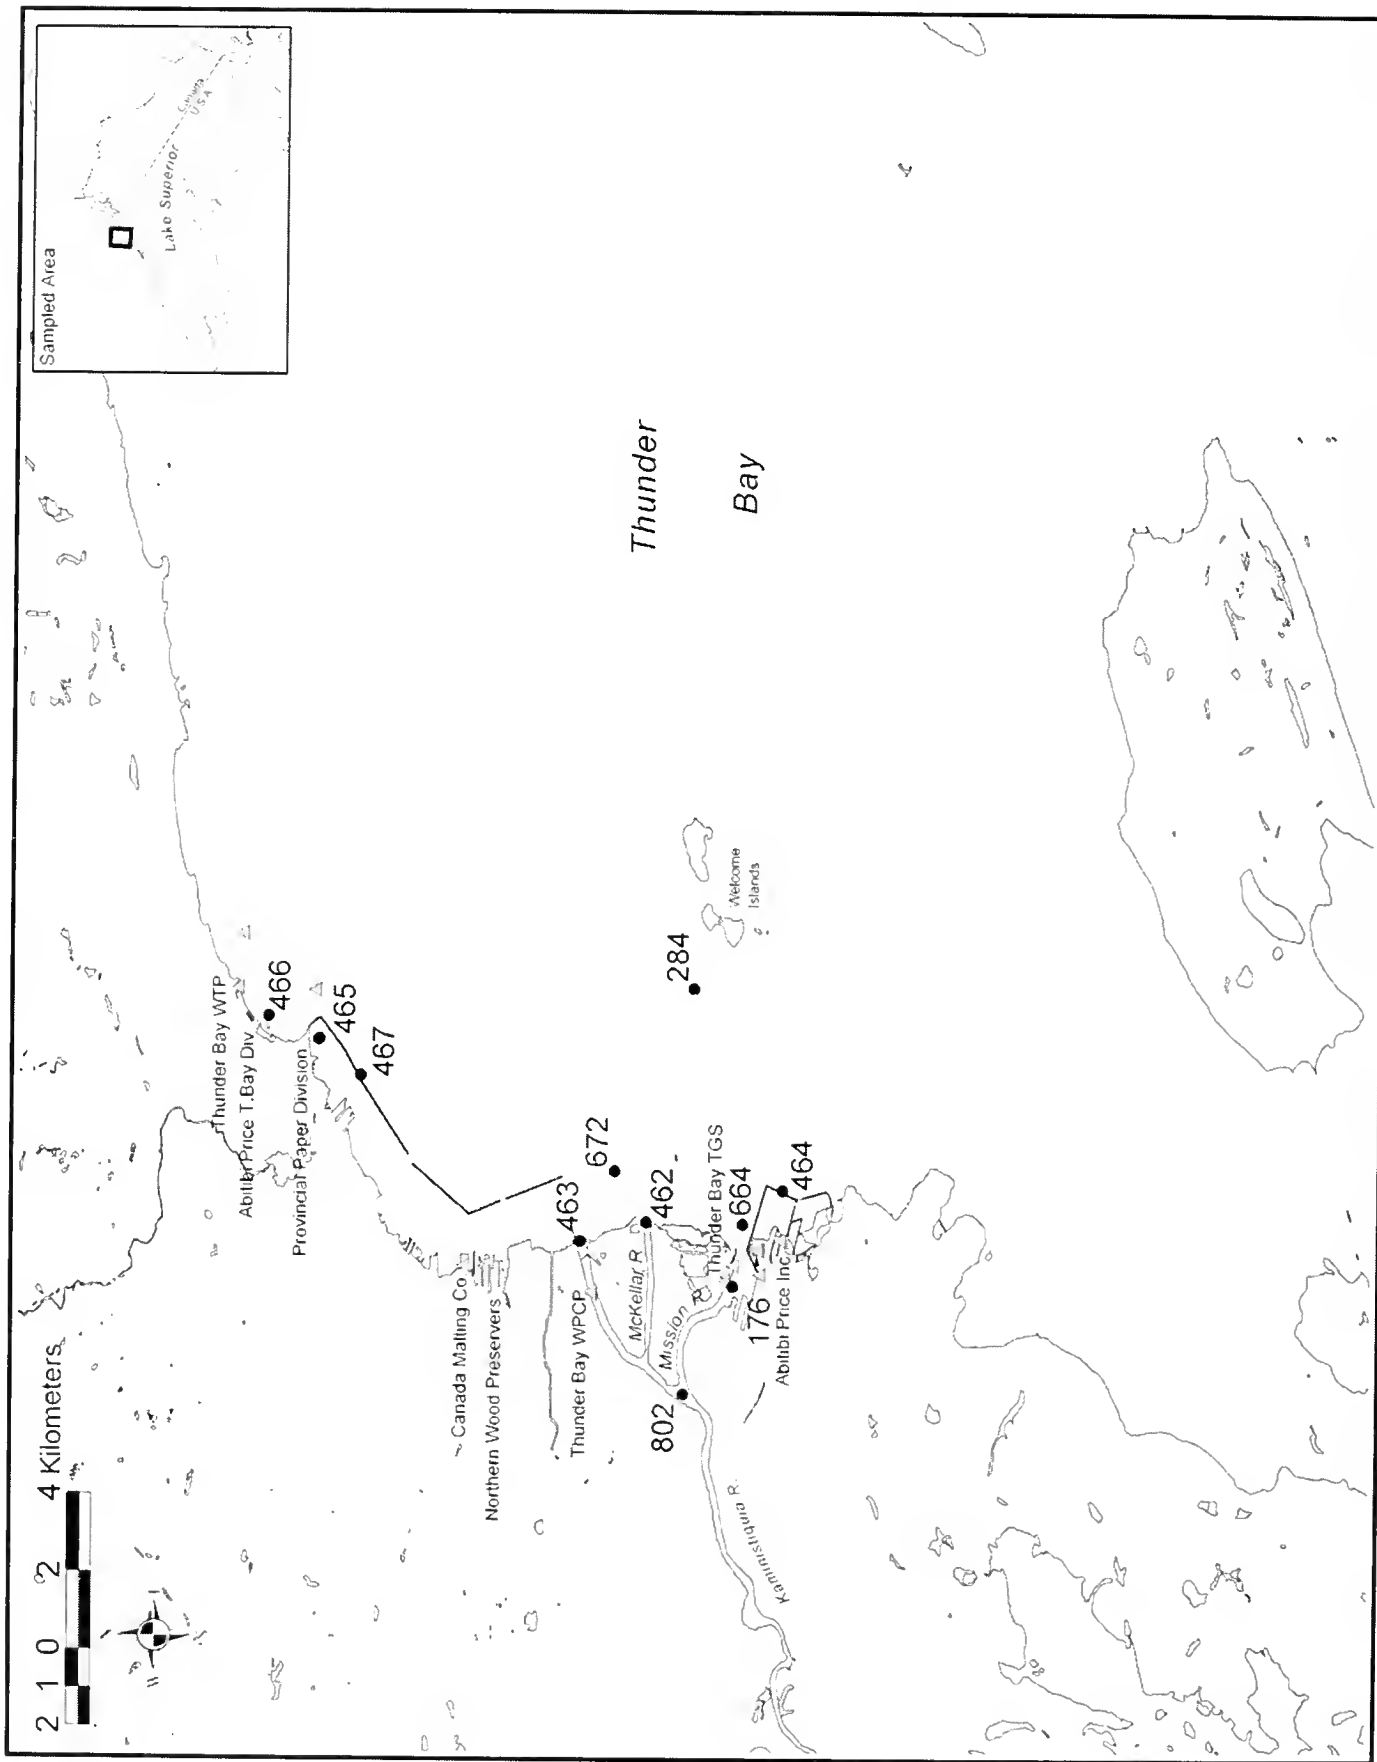 Sampled Area
Canada
USA
Lake Superior
Thunder
Bay
Welcome
Islands
284
Thunder Bay WTP
466
Abitibi Price T.Bay Div
465
Provincial Paper Division
467
672
463
462
Thunder Bay TGS
664
464
Canada Malting Co
Northern Wood Preservers
Thunder Bay WPCP
McKellar R
Mission R
176
Abitibi Price Inc
802
Kaministiquia R.
2 1 0 2 4 Kilometers